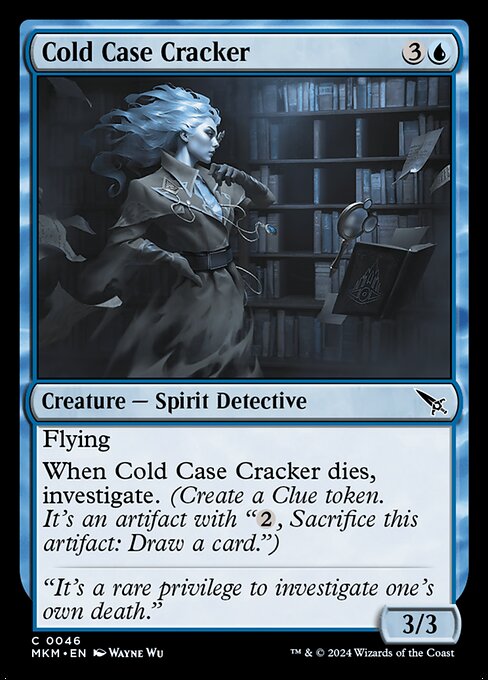 Cold Case Cracker 3
Creature — Spirit Detective
Flying
When Cold Case Cracker dies,
investigate. (Create a Clue token.
It's an artifact with “2, Sacrifice this
artifact: Draw a card.”)
“It's a rare privilege to investigate one's
own death.”
3/3
C 0046
MKM • EN Wayne Wu
™ & © 2024 Wizards of the Coast